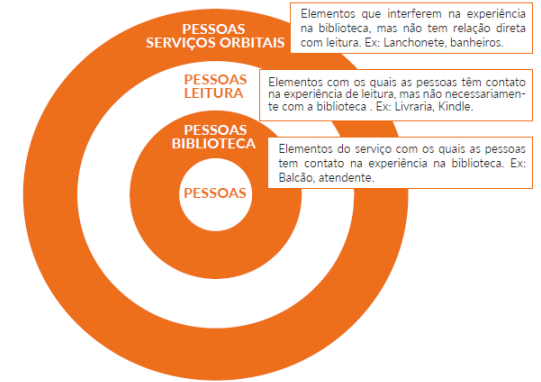 PESSOAS
SERVIÇOS ORBITAIS
Elementos que interferem na experiência
na biblioteca, mas não tem relação direta
com leitura. Ex: Lanchonete, banheiros.
PESSOAS
LEITURA
Elementos com os quais as pessoas têm contato
na experiência de leitura, mas não necessariamen-
te com a biblioteca . Ex: Livraria, Kindle.
PESSOAS
BIBLIOTECA
Elementos do serviço com os quais as pessoas
tem contato na experiência na biblioteca. Ex:
Balcão, atendente.
PESSOAS